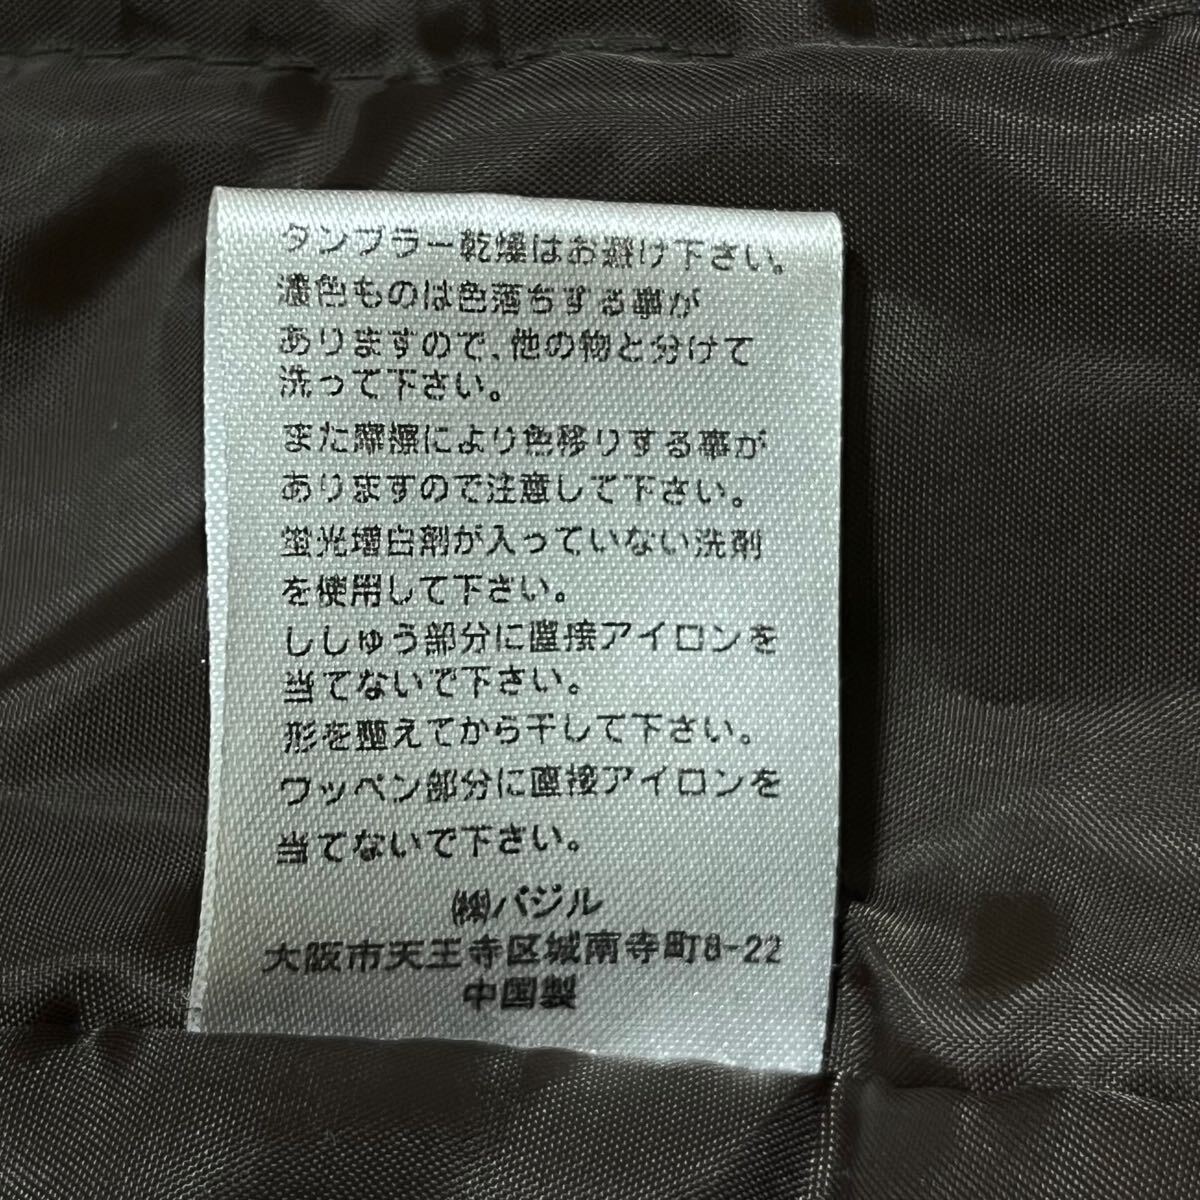 タンブラー乾燥はお避け下さい。
濃色ものは色落ちする事が
ありますので、他の物と分けて
洗って下さい。
また摩擦により色移りする事が
ありますので注意して下さい。
蛍光増白剤が入っていない洗剤
を使用して下さい。
ししゅう部分に直接アイロンを
当てないで下さい。
形を整えてから干して下さい。
ワッペン部分に直接アイロンを
当てないで下さい。
㈱バジル
大阪市天王寺区城南寺町8-22
中国製